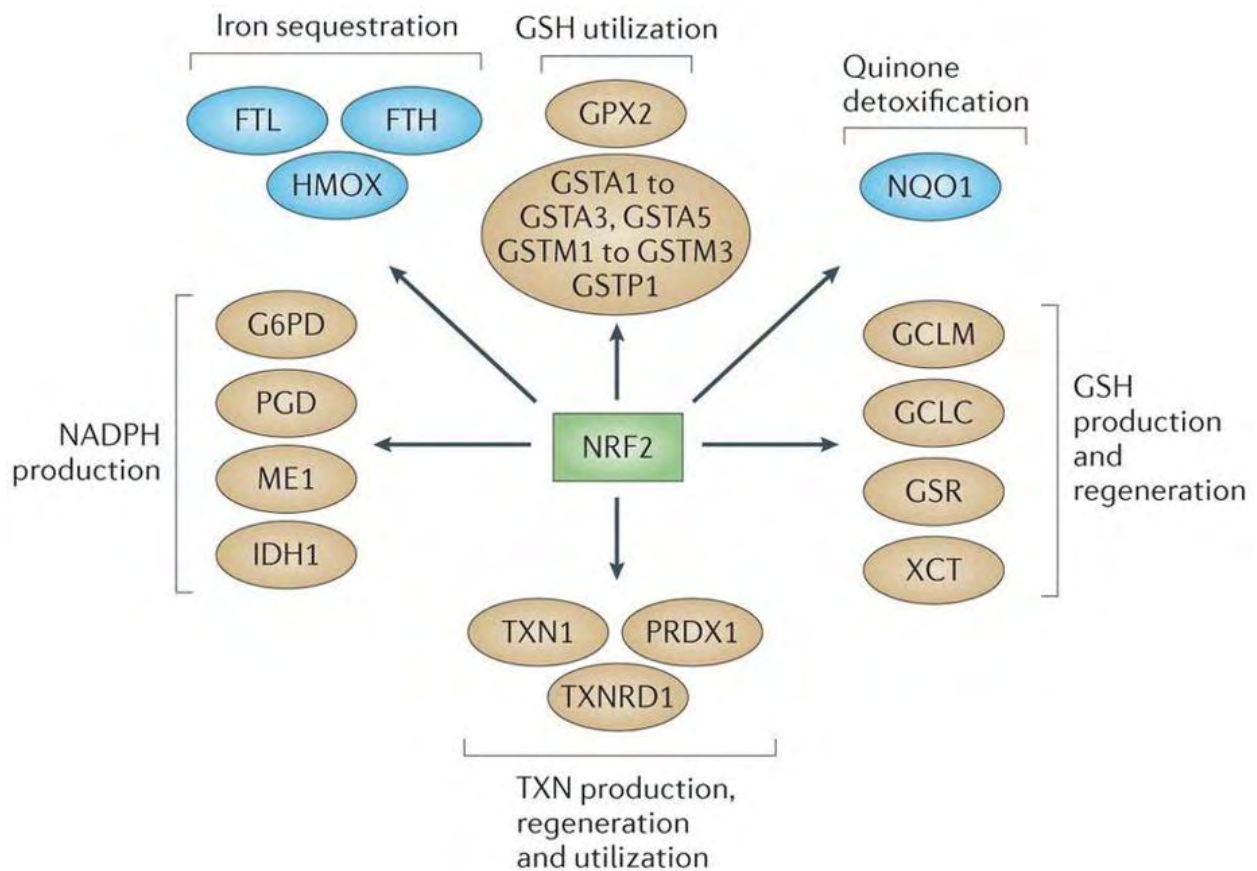 Iron sequestration
FTL
FTH
HMOX
GSH utilization
GPX2
GSTA1 to
GSTA3, GSTA5
GSTM1 to GSTM3
GSTP1
Quinone
detoxification
NQO1
NADPH
production
G6PD
PGD
ME1
IDH1
NRF2
GCLM
GCLC
GSR
XCT
GSH
production
and
regeneration
TXN1
PRDX1
TXNRD1
TXN production,
regeneration
and utilization